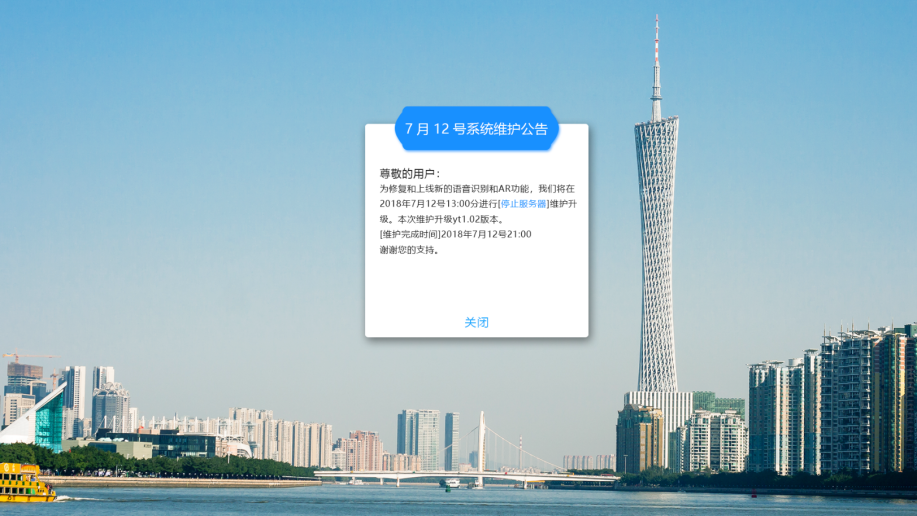 7 月 12 号系统维护公告
尊敬的用户：
为修复和上线新的语音识别和AR功能，我们将在
2018年7月12号13:00分进行[停止服务器]维护升
级。本次维护升级yt1.02版本。
[维护完成时间]2018年7月12号21:00
谢谢您的支持。
关闭